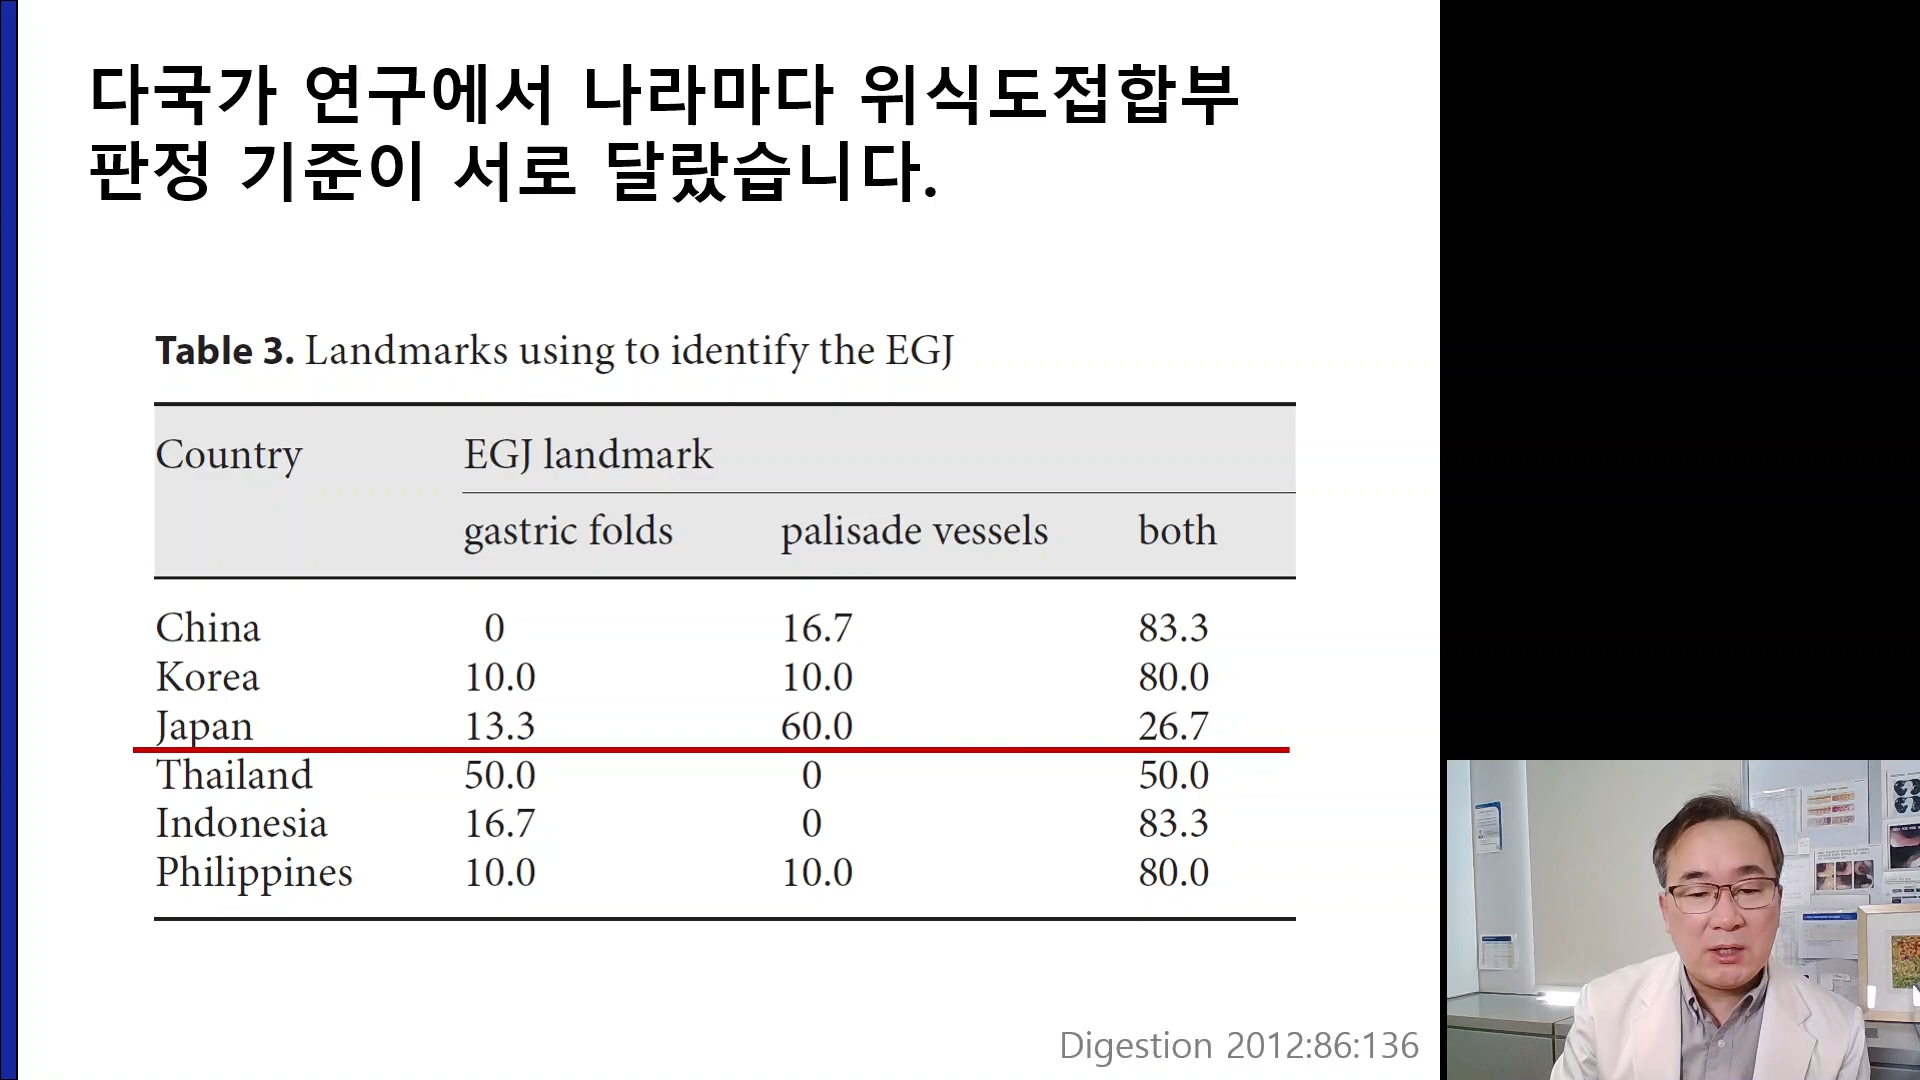 다국가 연구에서 나라마다 위식도접합부
판정 기준이 서로 달랐습니다.
Table 3. Landmarks using to identify the EGJ
Country EGJ landmark
gastric folds palisade vessels both
China 0 16.7 83.3
Korea 10.0 10.0 80.0
Japan 13.3 60.0 26.7
Thailand 50.0 0 50.0
Indonesia 16.7 0 83.3
Philippines 10.0 10.0 80.0
Digestion 2012:86:136